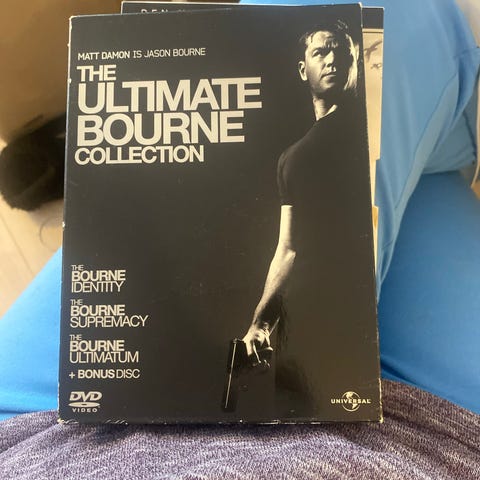 MATT DAMON IS JASON BOURNE
THE
ULTIMATE
BOURNE
COLLECTION
THE
BOURNE
IDENTITY
THE
BOURNE
SUPREMACY
THE
BOURNE
ULTIMATUM
+ BONUS DISC
DVD
VIDEO
UNIVERSAL